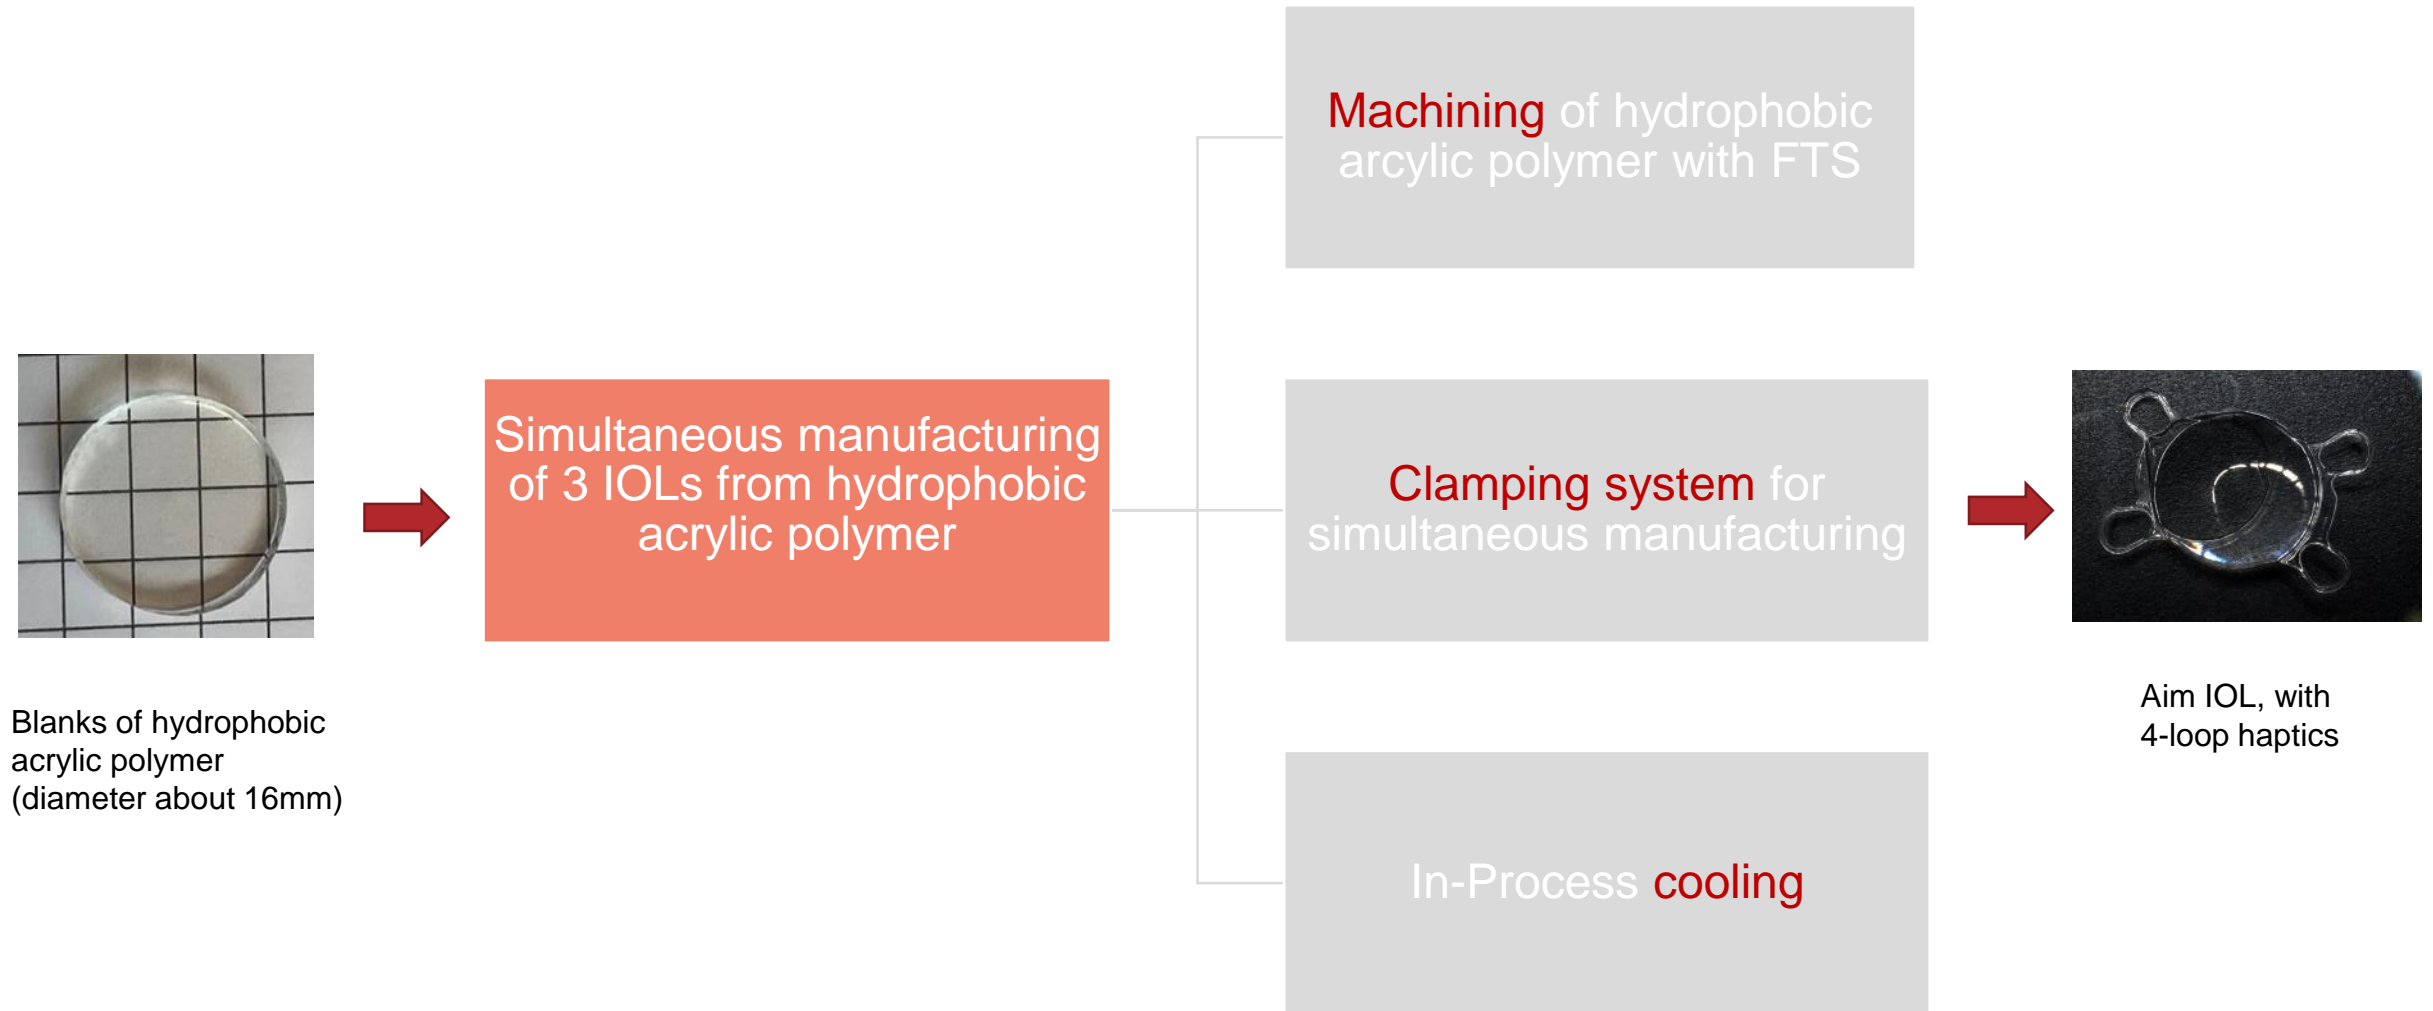 Machining of hydrophobic
arcylic polymer with FTS
Simultaneous manufacturing
of 3 IOLs from hydrophobic
acrylic polymer
Clamping system for
simultaneous manufacturing
In-Process cooling
Blanks of hydrophobic
acrylic polymer
(diameter about 16mm)
Aim IOL, with
4-loop haptics